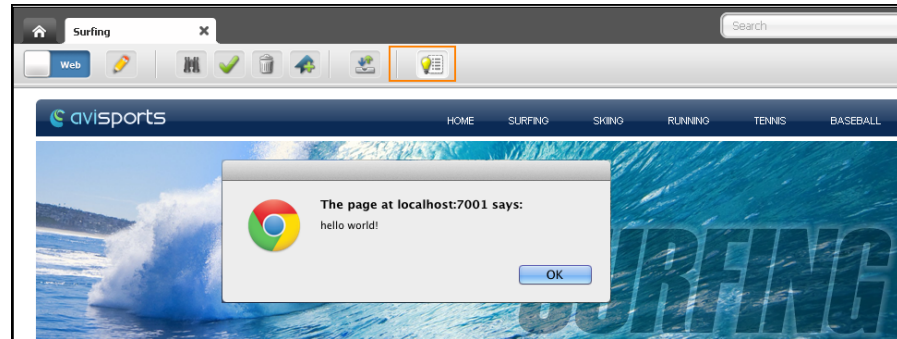 Surfing
Search
Web
avisports
HOME SURFING SKIING RUNNING TENNIS BASEBALL
The page at localhost:7001 says:
hello world!
OK
SURFING